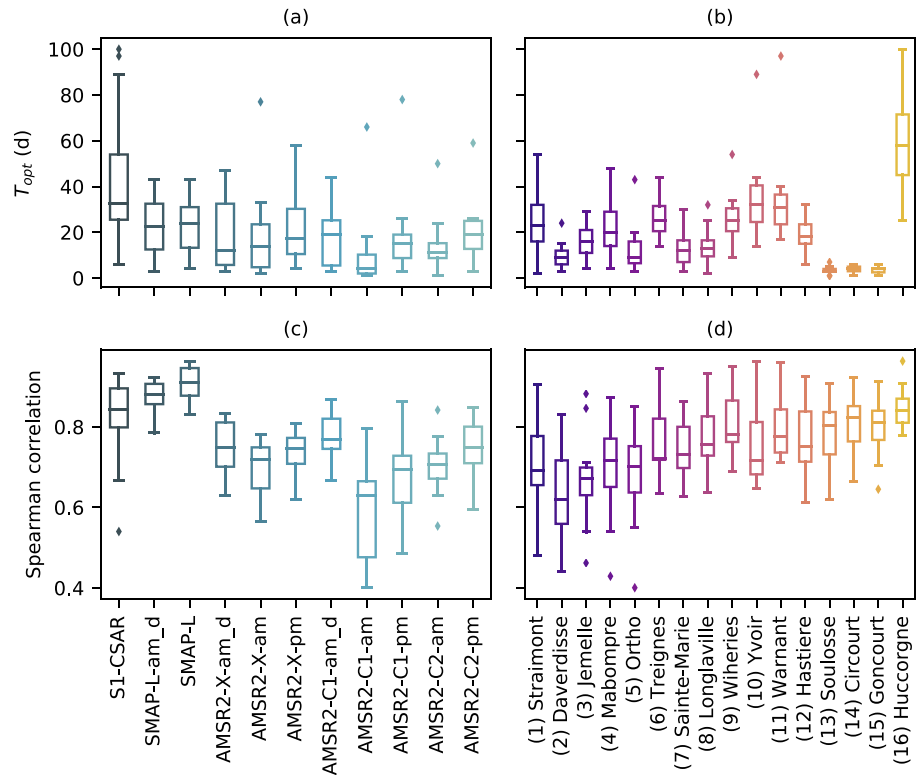 (a)
(b)
100
80
60
40
20
0
T_opt (d)
(c)
(d)
0.8
0.6
0.4
Spearman correlation
S1-CSAR
SMAP-L-am_d
SMAP-L
AMSR2-X-am_d
AMSR2-X-am
AMSR2-X-pm
AMSR2-C1-am_d
AMSR2-C1-am
AMSR2-C1-pm
AMSR2-C2-am
AMSR2-C2-pm
(1) Straimont
(2) Daverdisse
(3) Jemelle
(4) Mabompre
(5) Ortho
(6) Treignes
(7) Sainte-Marie
(8) Longlaville
(9) Wiheries
(10) Yvoir
(11) Warnant
(12) Hastiere
(13) Soulosse
(14) Circourt
(15) Goncourt
(16) Huccorgne